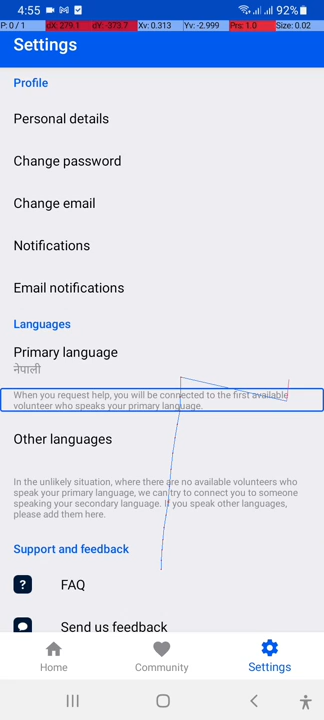 4:55
92%
P: 0 / 1
dX: 279.1
dY: -373.7
Xv: 0.313
Yv: -2.999
Prs: 1.0
Size: 0.02
Settings
Profile
Personal details
Change password
Change email
Notifications
Email notifications
Languages
Primary language
नेपाली
When you request help, you will be connected to the first available
volunteer who speaks your primary language.
Other languages
In the unlikely situation, where there are no available volunteers who
speak your primary language, we can try to connect you to someone
speaking your secondary language. If you speak other languages,
please add them here.
Support and feedback
?
FAQ
Send us feedback
Home
Community
Settings